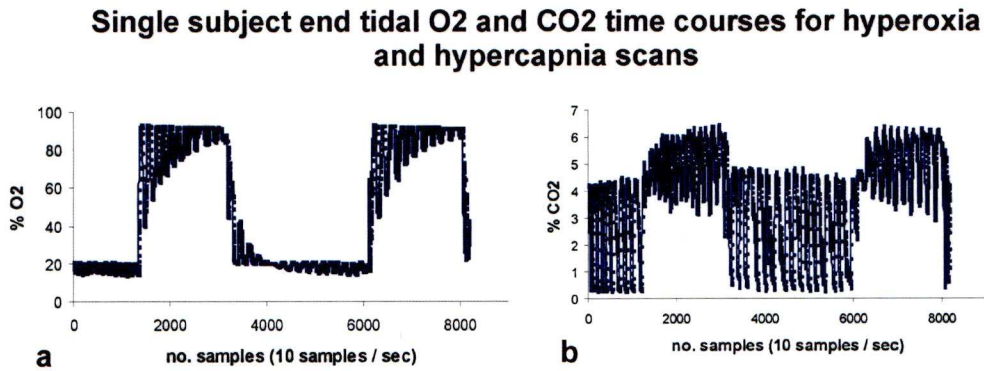 Single subject end tidal O2 and CO2 time courses for hyperoxia
and hypercapnia scans
100
80
60
40
20
0
% O2
0 2000 4000 6000 8000
no. samples (10 samples / sec)
a
7
6
5
4
3
2
1
0
% CO2
0 2000 4000 6000 8000
no. samples (10 samples / sec)
b